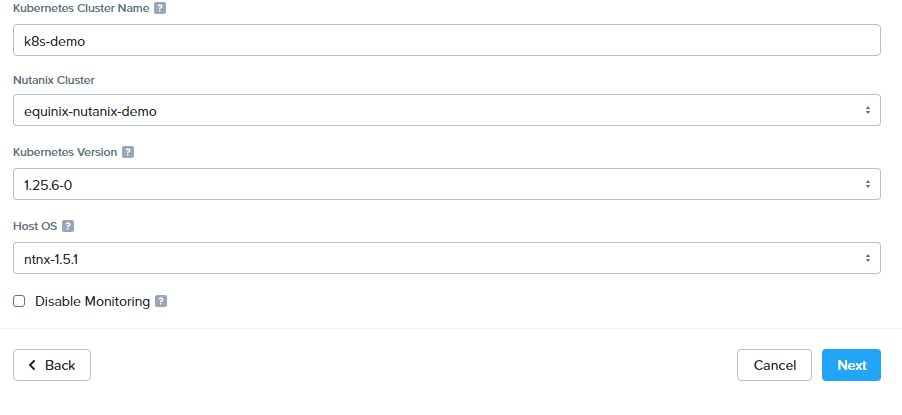 Kubernetes Cluster Name ?
k8s-demo
Nutanix Cluster
equinix-nutanix-demo
Kubernetes Version ?
1.25.6-0
Host OS ?
ntnx-1.5.1
Disable Monitoring ?
Back Cancel Next